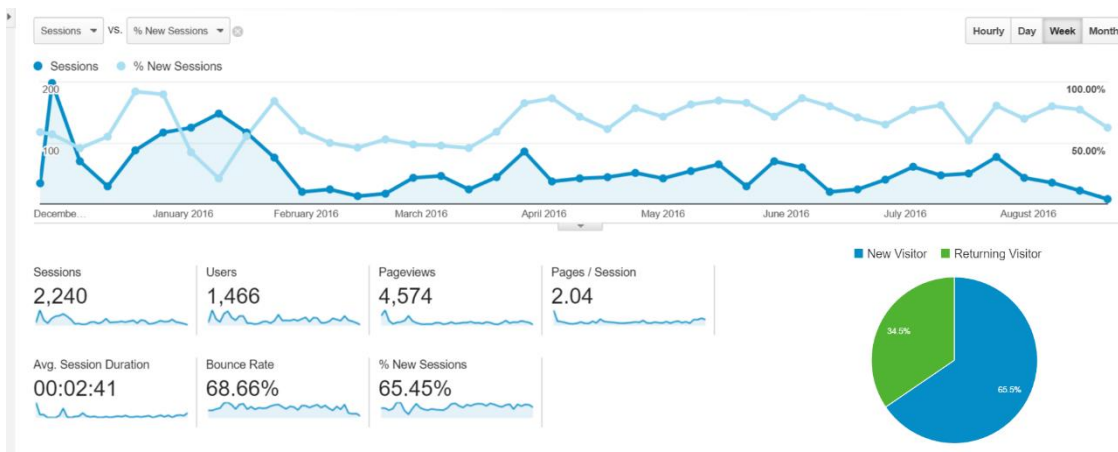 Sessions VS. % New Sessions
Hourly Day Week Month
Sessions % New Sessions
200 100.00%
100 50.00%
Decembe… January 2016 February 2016 March 2016 April 2016 May 2016 June 2016 July 2016 August 2016
New Visitor Returning Visitor
Sessions Users Pageviews Pages / Session
2,240 1,466 4,574 2.04
34.5%
65.5%
Avg. Session Duration Bounce Rate % New Sessions
00:02:41 68.66% 65.45%